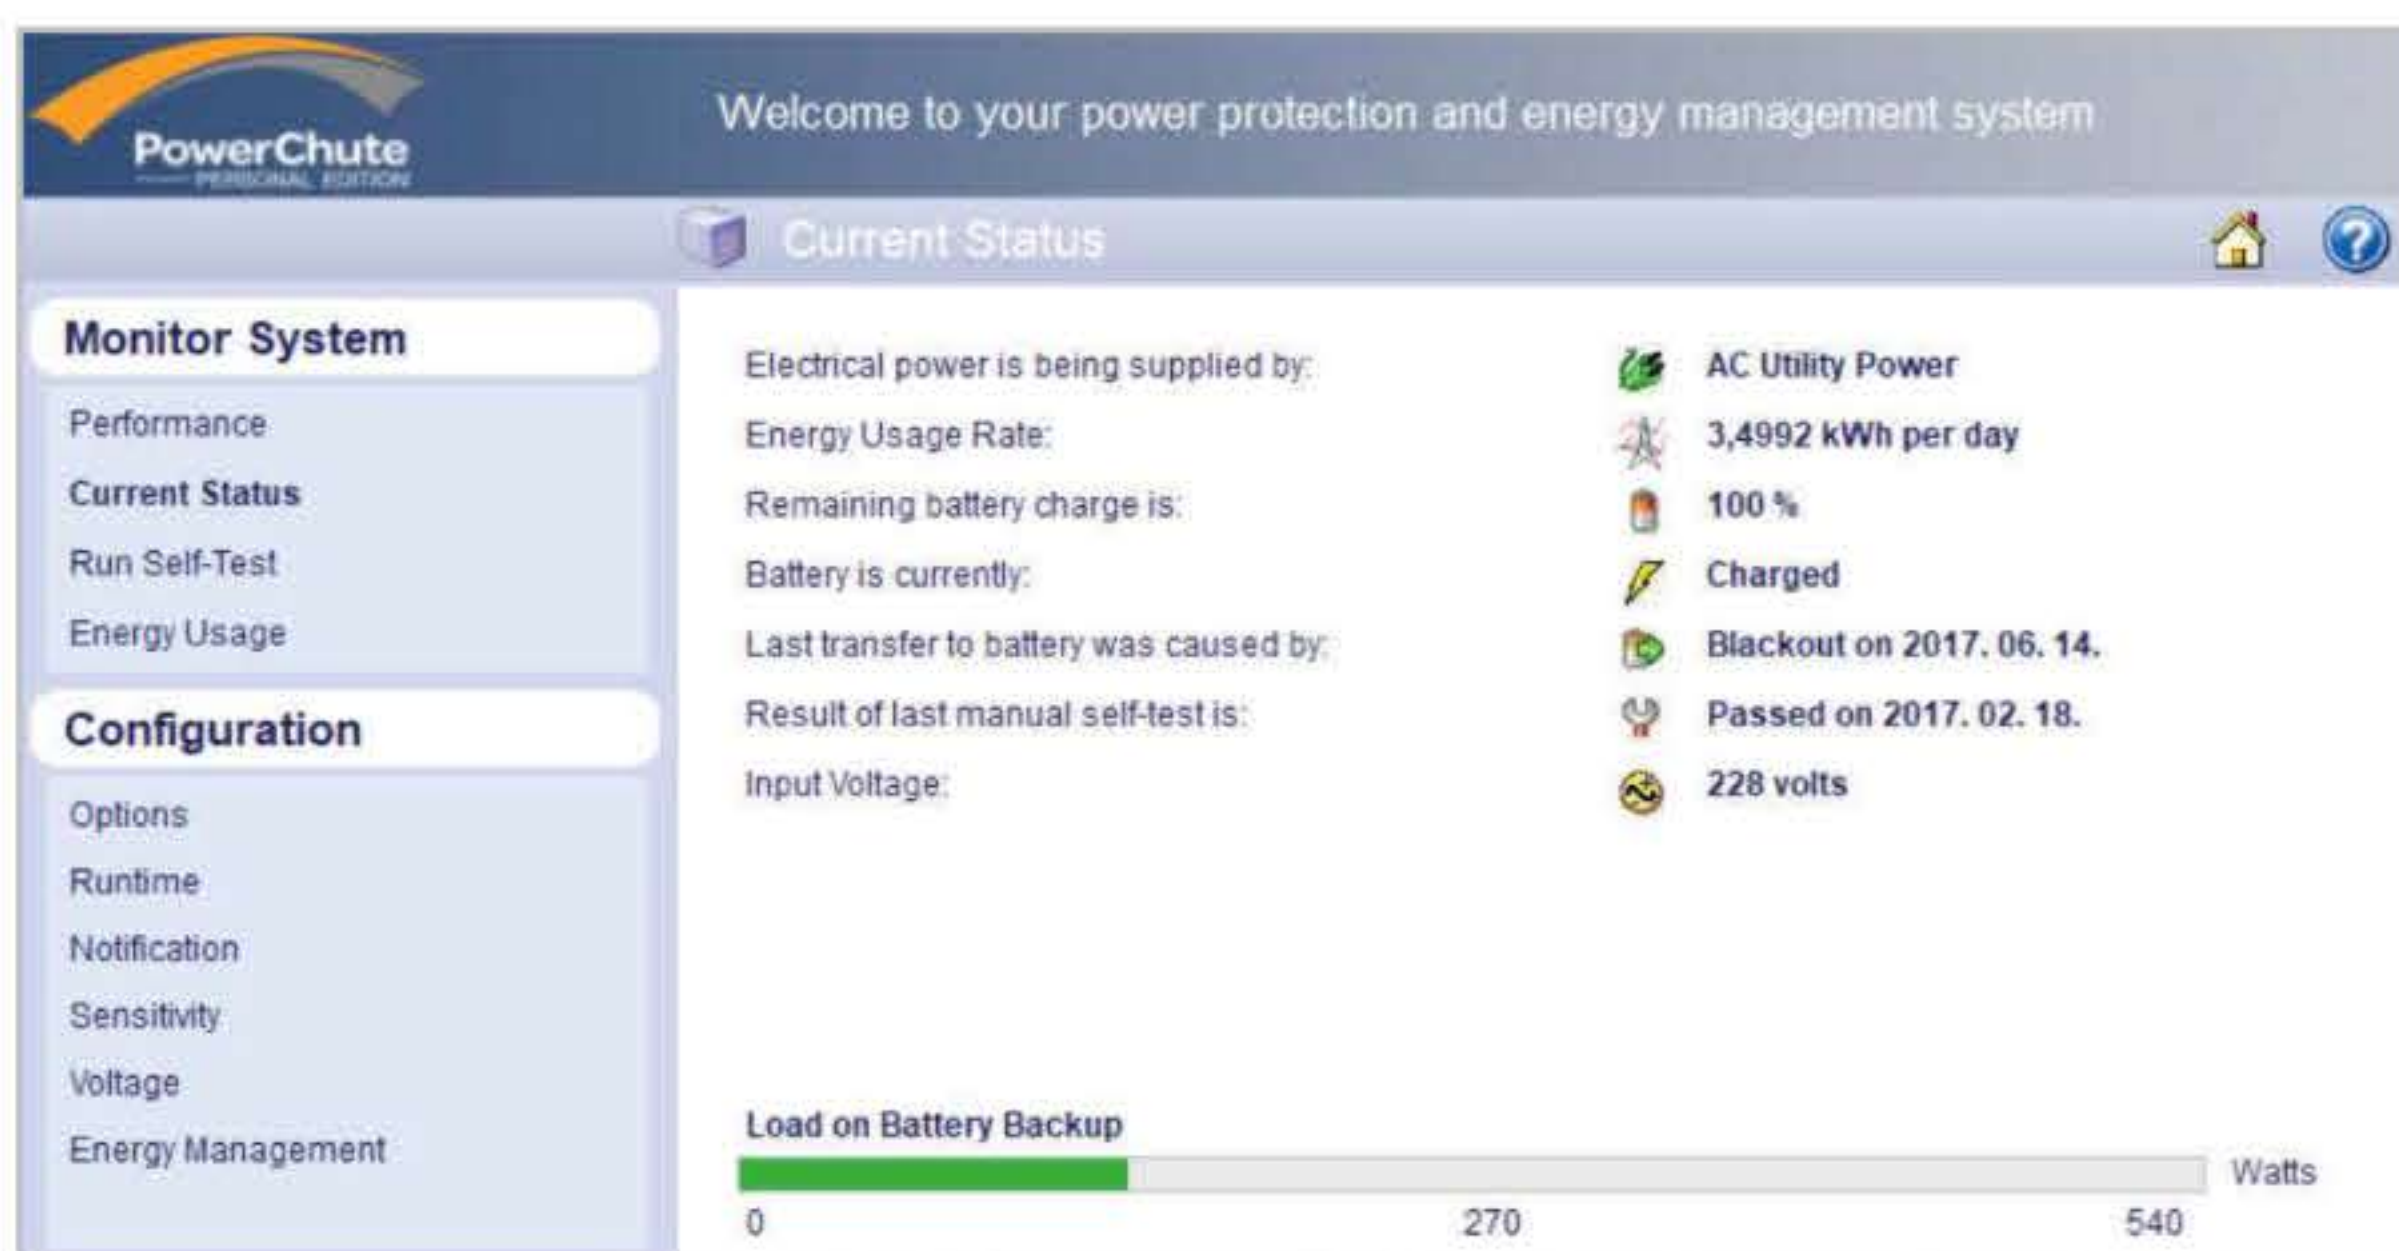 PowerChute
PERSONAL EDITION
Welcome to your power protection and energy management system
Current Status
Monitor System
Performance
Current Status
Run Self-Test
Energy Usage
Configuration
Options
Runtime
Notification
Sensitivity
Voltage
Energy Management
Electrical power is being supplied by: AC Utility Power
Energy Usage Rate: 3,4992 kWh per day
Remaining battery charge is: 100 %
Battery is currently: Charged
Last transfer to battery was caused by: Blackout on 2017. 06. 14.
Result of last manual self-test is: Passed on 2017. 02. 18.
Input Voltage: 228 volts
Load on Battery Backup
Watts
0 270 540